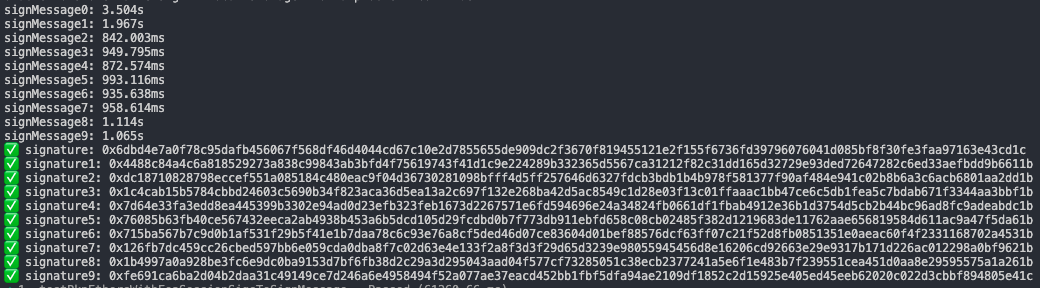 signMessage0: 3.504s
signMessage1: 1.967s
signMessage2: 842.003ms
signMessage3: 949.795ms
signMessage4: 872.574ms
signMessage5: 993.116ms
signMessage6: 935.638ms
signMessage7: 958.614ms
signMessage8: 1.114s
signMessage9: 1.065s
✅ signature: 0x6dbd4e7a0f78c95dafb456067f568df46d4044cd67c10e2d7855655de909dc2f3670f819455121e2f155f6736fd39796076041d085bf8f30fe3faa97163e43cd1c
✅ signature1: 0x4488c84a4c6a818529273a838c99843ab3bfd4f75619743f41d1c9e224289b332365d5567ca31212f82c31dd165d32729e93ded72647282c6ed33aefbdd9b6611b
✅ signature2: 0xdc18710828798eccef551a085184c480eac9f04d36730281098bfff4d5ff257646d6327fdcb3bdb1b4b978f581377f90af484e941c02b8b6a3c6acb6801aa2dd1b
✅ signature3: 0x1c4cab15b5784cbbd24603c5690b34f823aca36d5ea13a2c697f132e268ba42d5ac8549c1d28e03f13c01ffaaac1bb47ce6c5db1fea5c7bdab671f3344aa3bbf1b
✅ signature4: 0x7d64e33fa3edd8ea445399b3302e94ad0d23efb323feb1673d2267571e6fd594696e24a34824fb0661df1fbab4912e36b1d3754d5cb2b44bc96ad8fc9adeabdc1b
✅ signature5: 0x76085b63fb40ce567432eeca2ab4938b453a6b5dcd105d29fcdbd0b7f773db911ebfd658c08cb02485f382d1219683de11762aae656819584d611ac9a47f5da61b
✅ signature6: 0x715ba567b7c9d0b1af531f29b5f41e1b7daa78c6c93e76a8cf5ded46d07ce83604d01bef88576dcf63ff07c21f52d8fb0851351e0aeac60f4f2331168702a4531b
✅ signature7: 0x126fb7dc459cc26cbed597bb6e059cda0dba8f7c02d63e4e133f2a8f3d3f29d65d3239e98055945456d8e16206cd92663e29e9317b171d226ac012298a0bf9621b
✅ signature8: 0x1b4997a0a928be3fc6e9dc0ba9153d7bf6fb38d2c29a3d295043aad04f577cf73285051c38ecb2377241a5e6f1e483b7f239551cea451d0aa8e29595575a1a261b
✅ signature9: 0xfe691ca6ba2d04b2daa31c49149ce7d246a6e4958494f52a077ae37eacd452bb1fbf5dfa94ae2109df1852c2d15925e405ed45eeb62020c022d3cbbf894805e41c